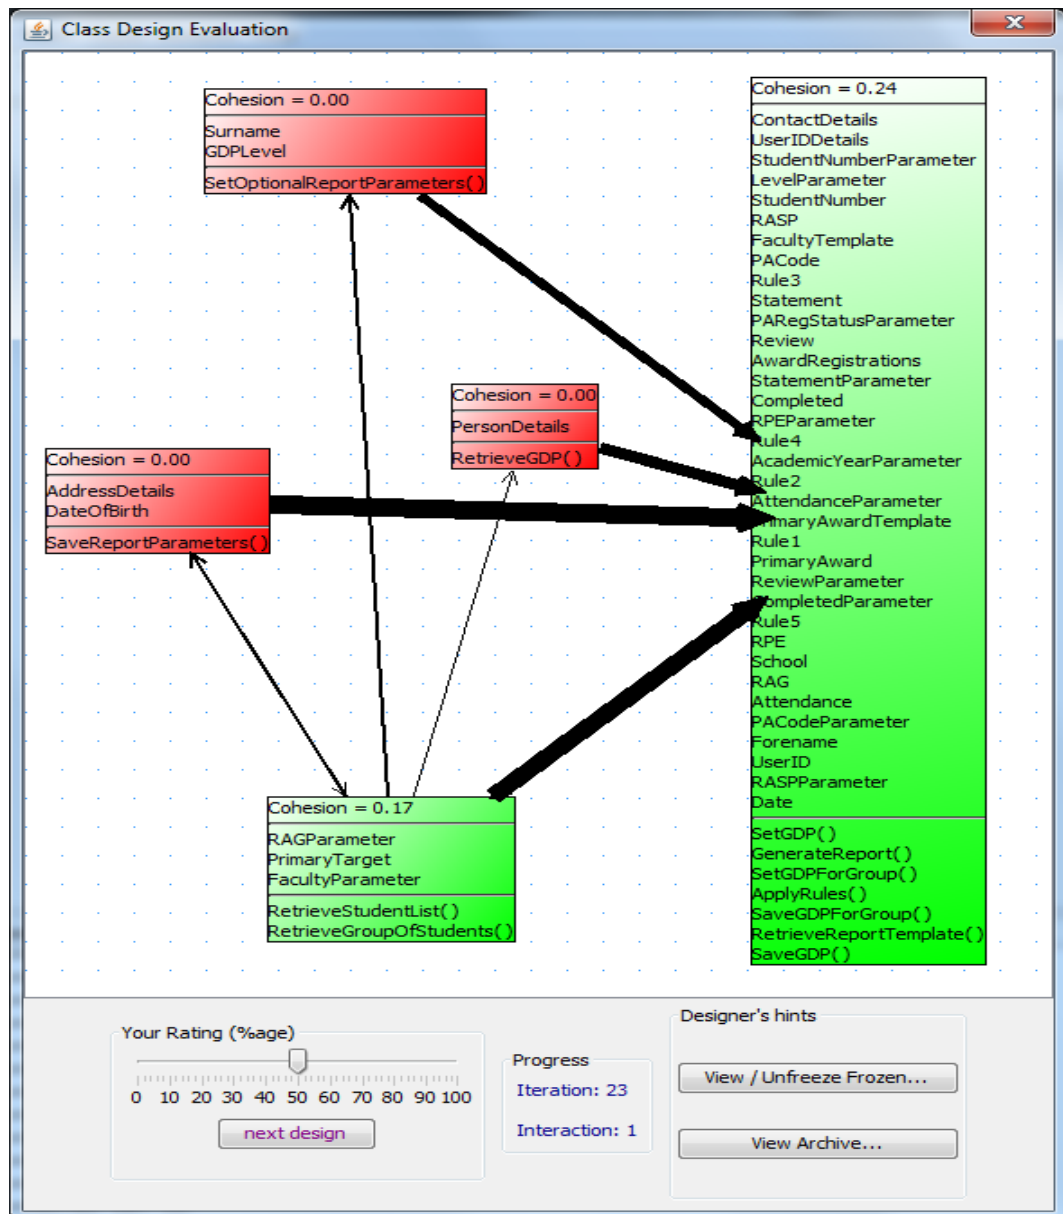 Class Design Evaluation
Cohesion = 0.00
Surname
GDPLevel
SetOptionalReportParameters()
Cohesion = 0.00
PersonDetails
RetrieveGDP()
Cohesion = 0.00
AddressDetails
DateOfBirth
SaveReportParameters()
Cohesion = 0.17
RAGParameter
PrimaryTarget
FacultyParameter
RetrieveStudentList()
RetrieveGroupOfStudents()
Cohesion = 0.24
ContactDetails
UserIDDetails
StudentNumberParameter
LevelParameter
StudentNumber
RASP
FacultyTemplate
PACode
Rule3
Statement
PARegStatusParameter
Review
AwardRegistrations
StatementParameter
Completed
RPEParameter
Rule4
AcademicYearParameter
Rule2
AttendanceParameter
PrimaryAwardTemplate
Rule1
PrimaryAward
ReviewParameter
CompletedParameter
Rule5
RPE
School
RAG
Attendance
PACodeParameter
Forename
UserID
RASPParameter
Date
SetGDP()
GenerateReport()
SetGDPForGroup()
ApplyRules()
SaveGDPForGroup()
RetrieveReportTemplate()
SaveGDP()
Your Rating (%age)
0 10 20 30 40 50 60 70 80 90 100
next design
Progress
Iteration: 23
Interaction: 1
Designer's hints
View / Unfreeze Frozen...
View Archive...